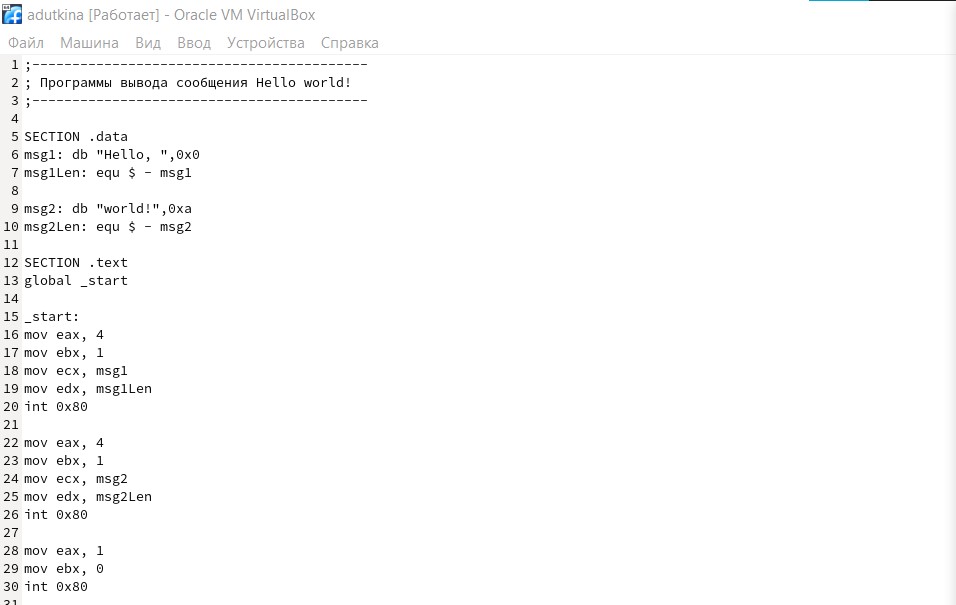 adutkina [Работает] - Oracle VM VirtualBox
Файл Машина Вид Ввод Устройства Справка
1 ;------------------------------------------
2 ; Программы вывода сообщения Hello world!
3 ;------------------------------------------
4
5 SECTION .data
6 msg1: db "Hello, ",0x0
7 msg1Len: equ $ - msg1
8
9 msg2: db "world!",0xa
10 msg2Len: equ $ - msg2
11
12 SECTION .text
13 global _start
14
15 _start:
16 mov eax, 4
17 mov ebx, 1
18 mov ecx, msg1
19 mov edx, msg1Len
20 int 0x80
21
22 mov eax, 4
23 mov ebx, 1
24 mov ecx, msg2
25 mov edx, msg2Len
26 int 0x80
27
28 mov eax, 1
29 mov ebx, 0
30 int 0x80
31